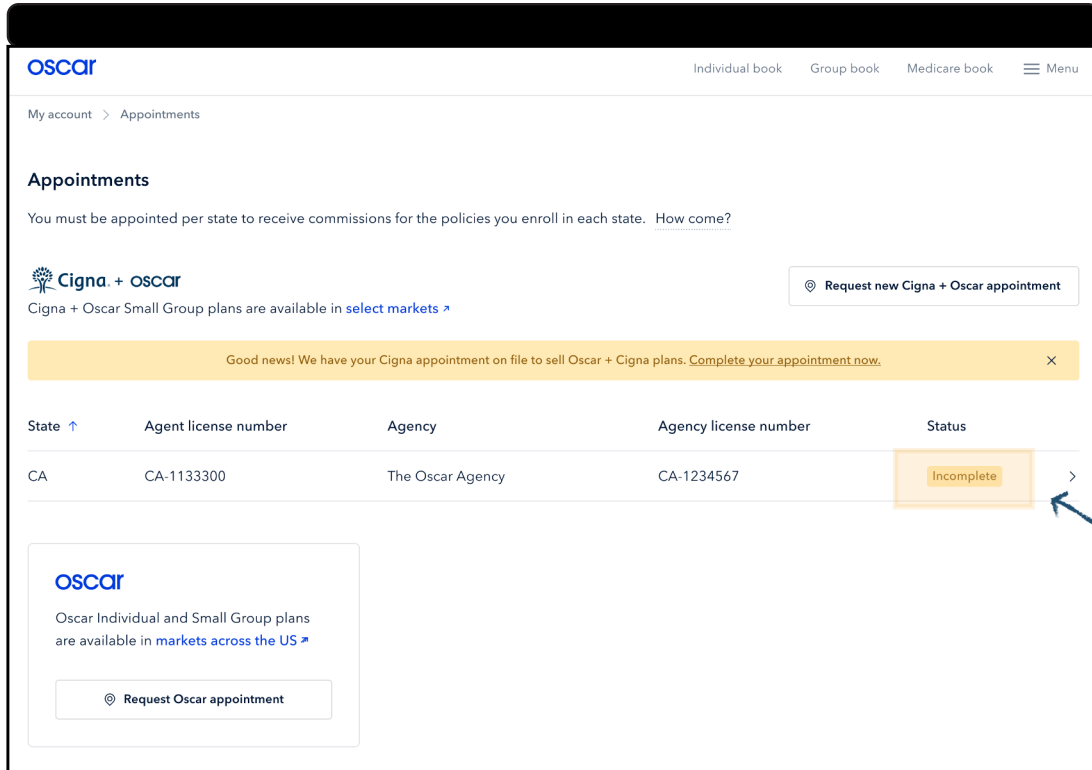 oscar
Individual book Group book Medicare book Menu
My account > Appointments
Appointments
You must be appointed per state to receive commissions for the policies you enroll in each state. How come?
Cigna. + oscar
Request new Cigna + Oscar appointment
Cigna + Oscar Small Group plans are available in select markets ↗
Good news! We have your Cigna appointment on file to sell Oscar + Cigna plans. Complete your appointment now. ×
State ↑ Agent license number Agency Agency license number Status
CA CA-1133300 The Oscar Agency CA-1234567 Incomplete >
oscar
Oscar Individual and Small Group plans
are available in markets across the US ↗
Request Oscar appointment